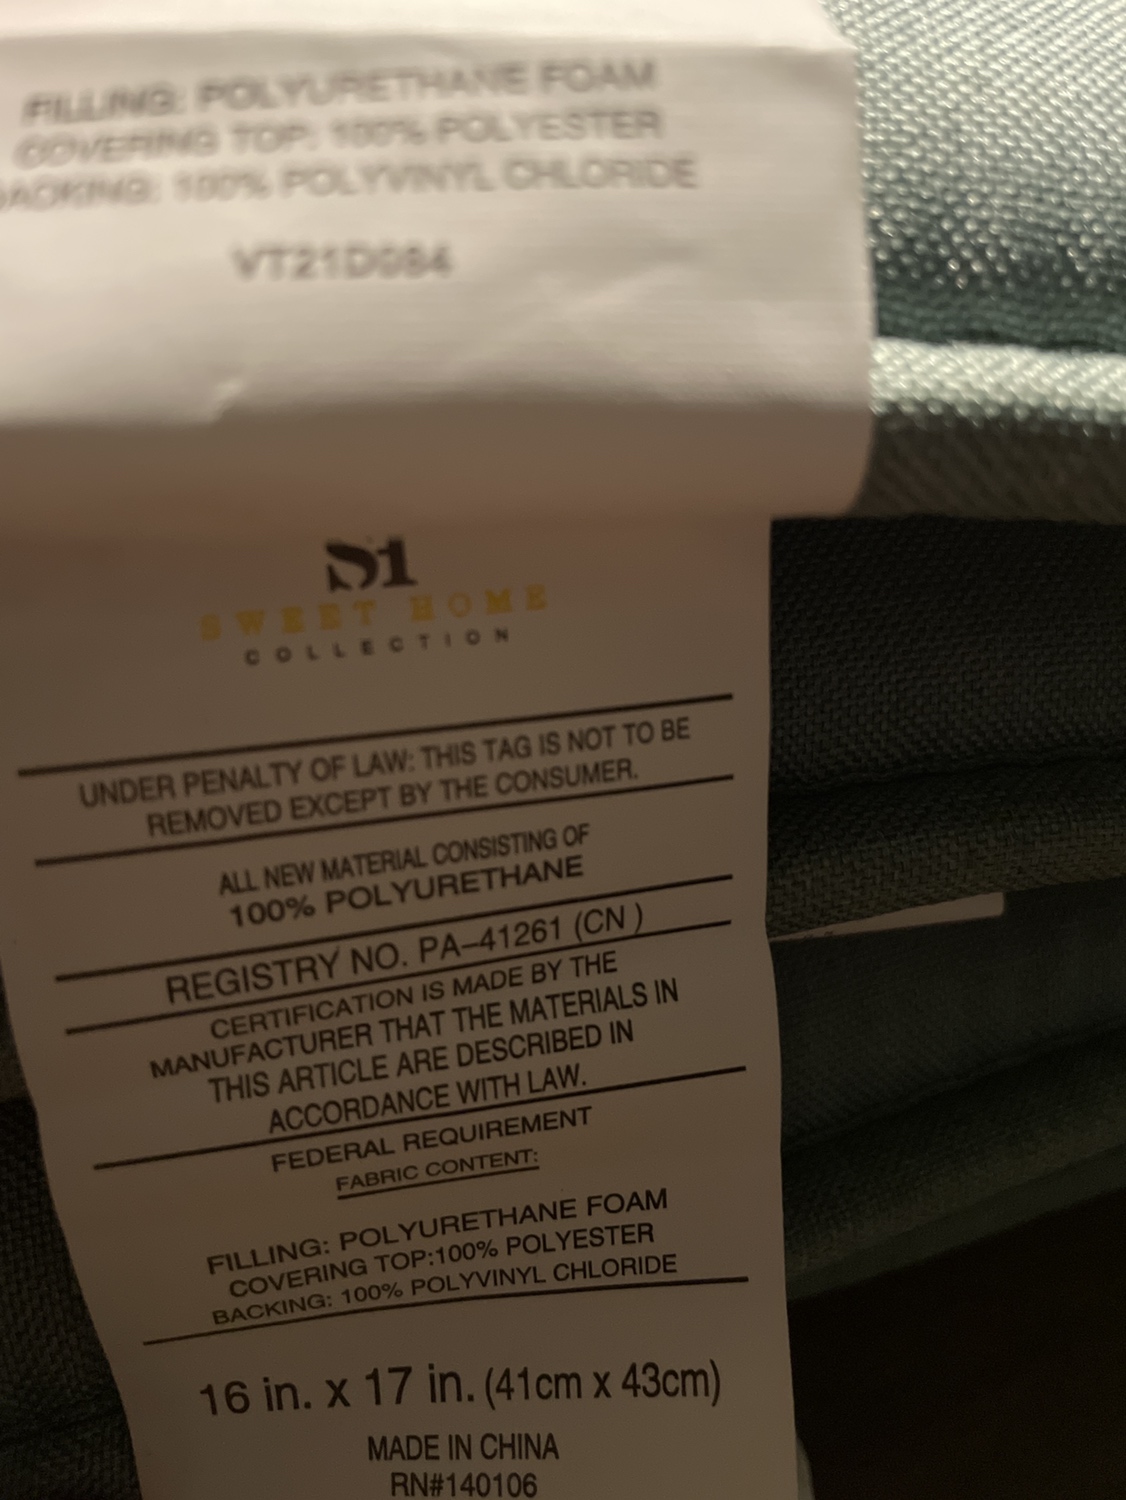 FILLING: POLYURETHANE FOAM
COVERING TOP: 100% POLYESTER
BACKING: 100% POLYVINYL CHLORIDE
VT21D084
SWEET HOME
COLLECTION
UNDER PENALTY OF LAW: THIS TAG IS NOT TO BE
REMOVED EXCEPT BY THE CONSUMER.
ALL NEW MATERIAL CONSISTING OF
100% POLYURETHANE
REGISTRY NO. PA-41261 (CN )
CERTIFICATION IS MADE BY THE
MANUFACTURER THAT THE MATERIALS IN
THIS ARTICLE ARE DESCRIBED IN
ACCORDANCE WITH LAW.
FEDERAL REQUIREMENT
FABRIC CONTENT:
FILLING: POLYURETHANE FOAM
COVERING TOP:100% POLYESTER
BACKING: 100% POLYVINYL CHLORIDE
16 in. x 17 in. (41cm x 43cm)
MADE IN CHINA
RN#140106